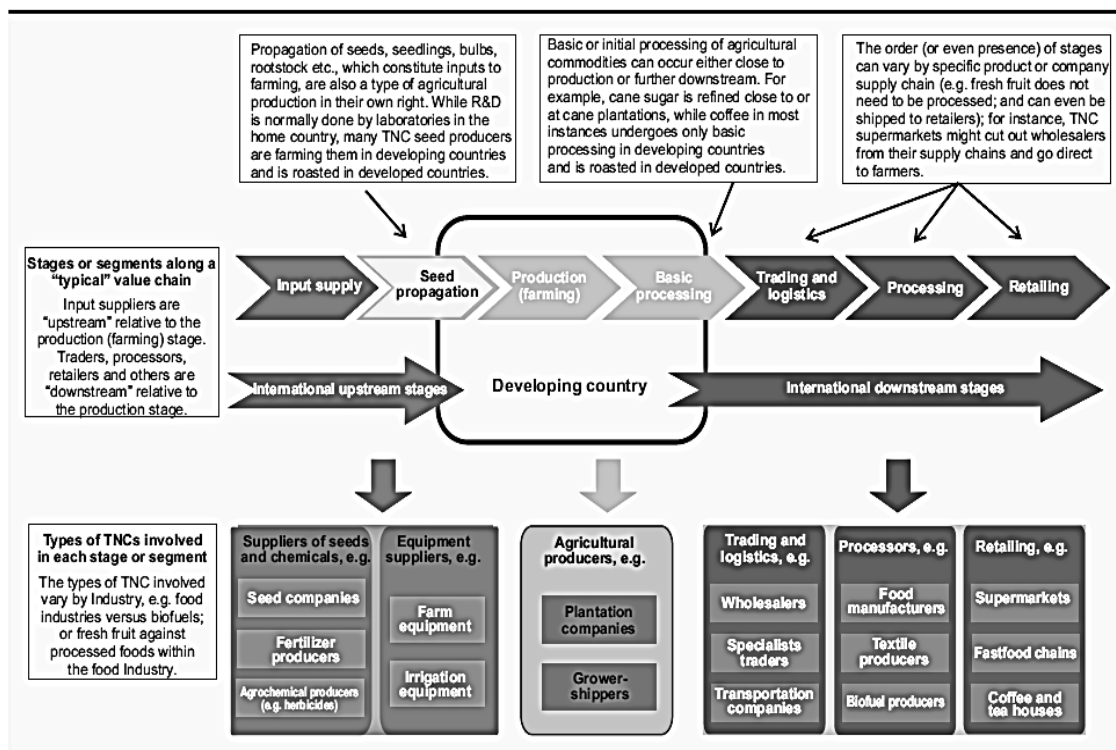 Propagation of seeds, seedlings, bulbs,
rootstock etc., which constitute inputs to
farming, are also a type of agricultural
production in their own right. While R&D
is normally done by laboratories in the
home country, many TNC seed producers
are farming them in developing countries
and is roasted in developed countries.
Basic or initial processing of agricultural
commodities can occur either close to
production or further downstream. For
example, cane sugar is refined close to or
at cane plantations, while coffee in most
instances undergoes only basic
processing in developing countries
and is roasted in developed countries.
The order (or even presence) of stages
can vary by specific product or company
supply chain (e.g. fresh fruit does not
need to be processed; and can even be
shipped to retailers); for instance, TNC
supermarkets might cut out wholesalers
from their supply chains and go direct
to farmers.
Stages or segments along a
"typical" value chain
Input suppliers are
"upstream" relative to the
production (farming) stage.
Traders, processors,
retailers and others are
"downstream" relative to
the production stage.
Input supply
Seed
propagation
Production
(farming)
Basic
processing
Trading and
logistics
Processing
Retailing
International upstream stages
Developing country
International downstream stages
Types of TNCs involved
in each stage or segment
The types of TNC involved
vary by Industry, e.g. food
industries versus biofuels;
or fresh fruit against
processed foods within
the food Industry.
Suppliers of seeds
and chemicals, e.g.
Seed companies
Fertilizer
producers
Agrochemical producers
(e.g. herbicides)
Equipment
suppliers, e.g.
Farm
equipment
Irrigation
equipment
Agricultural
producers, e.g.
Plantation
companies
Grower-
shippers
Trading and
logistics, e.g.
Wholesalers
Specialists
traders
Transportation
companies
Processors, e.g.
Food
manufacturers
Textile
producers
Biofuel producers
Retailing, e.g.
Supermarkets
Fastfood chains
Coffee and
tea houses